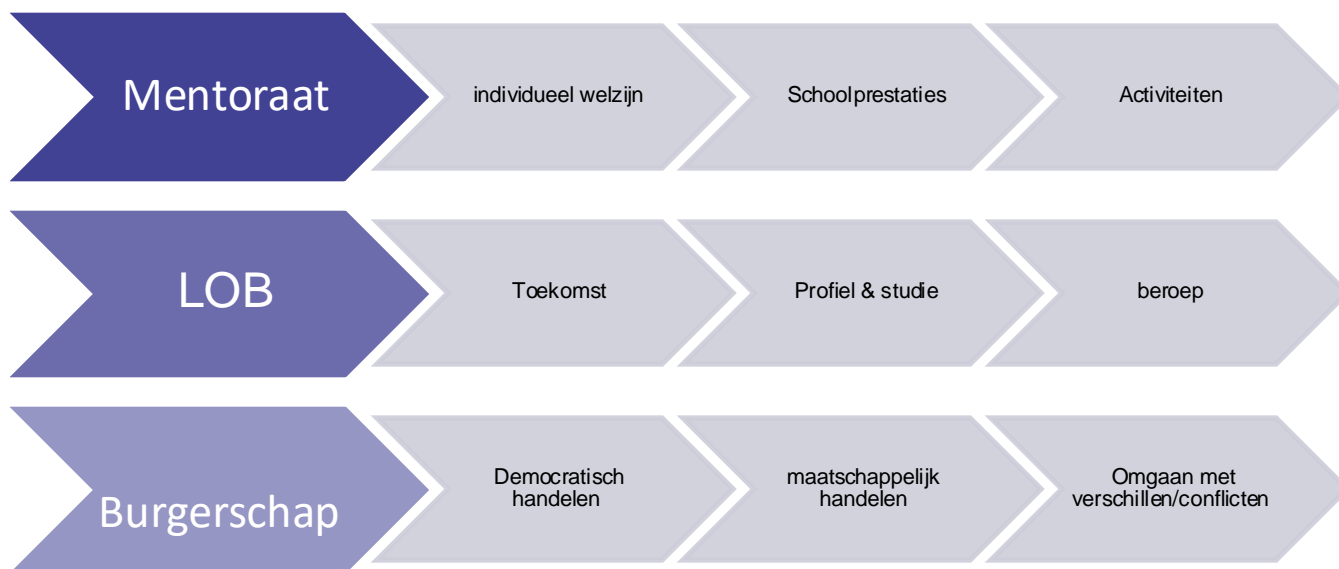 Mentoraat
individueel welzijn
Schoolprestaties
Activiteiten
LOB
Toekomst
Profiel & studie
beroep
Burgerschap
Democratisch
handelen
maatschappelijk
handelen
Omgaan met
verschillen/conflicten